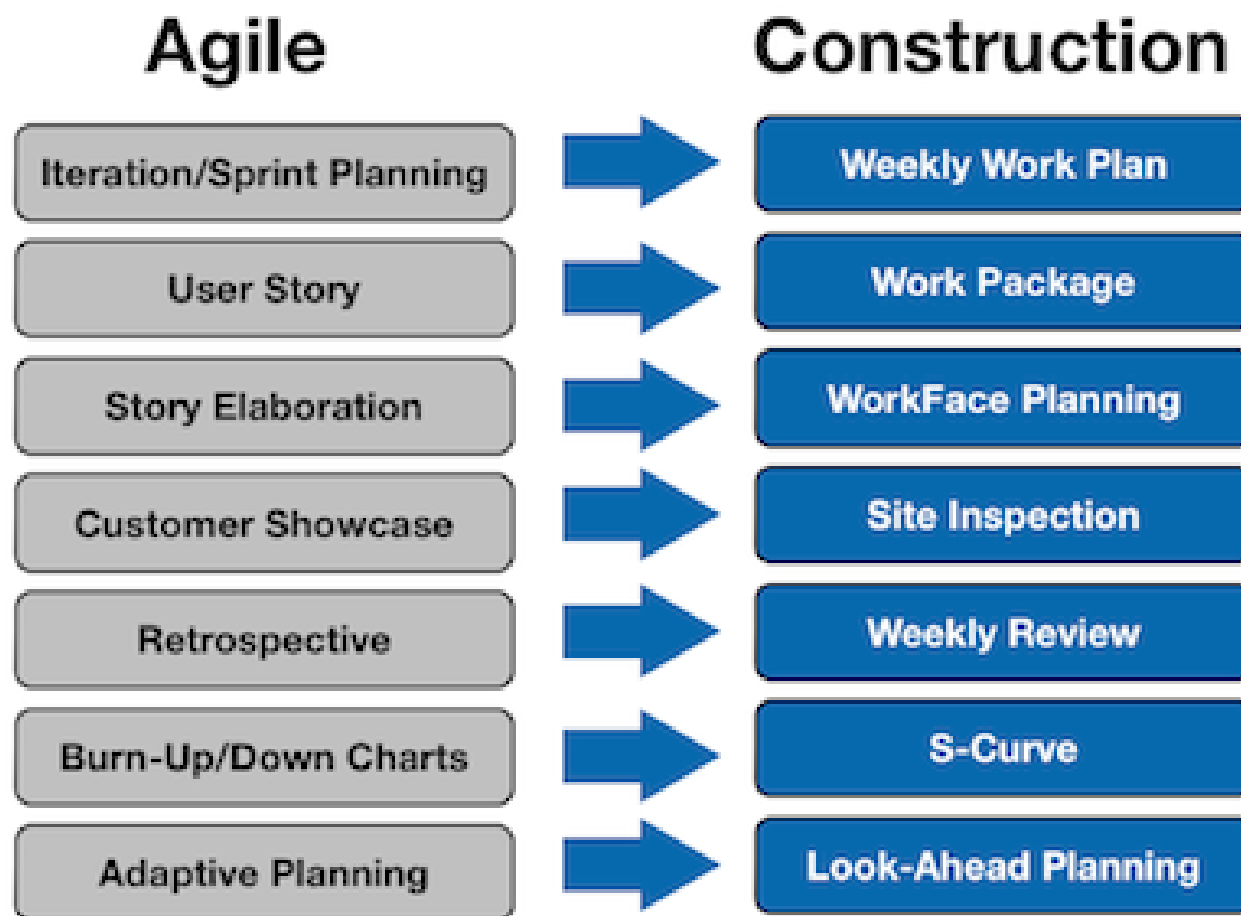 Agile
Construction
Iteration/Sprint Planning
Weekly Work Plan
User Story
Work Package
Story Elaboration
WorkFace Planning
Customer Showcase
Site Inspection
Retrospective
Weekly Review
Burn-Up/Down Charts
S-Curve
Adaptive Planning
Look-Ahead Planning